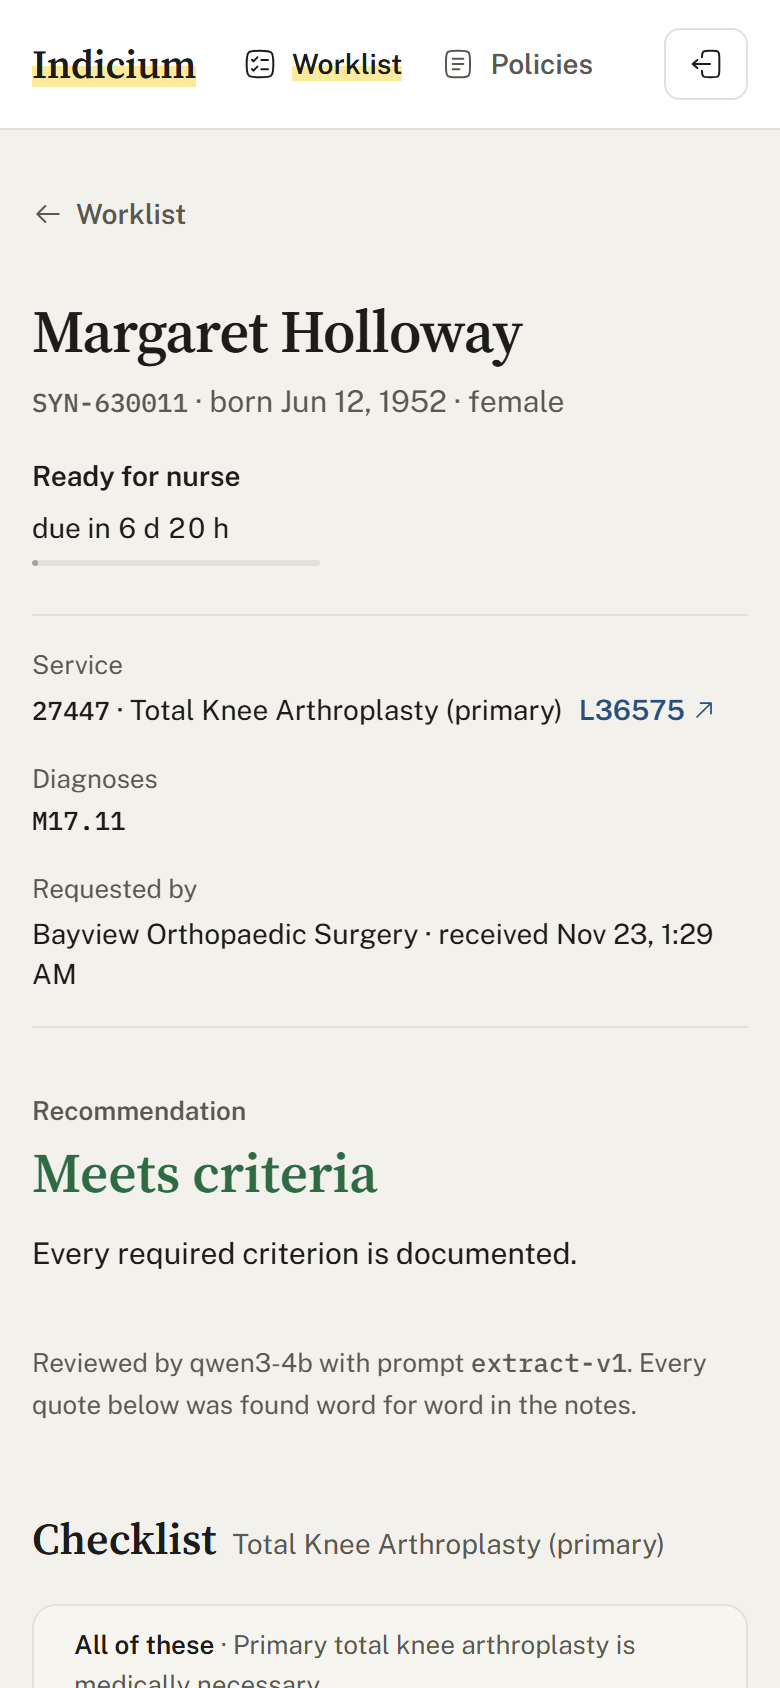 Indicium
Worklist
Policies
Worklist
Margaret Holloway
SYN-630011 · born Jun 12, 1952 · female
Ready for nurse
due in 6 d 20 h
Service
27447 · Total Knee Arthroplasty (primary) L36575 ↗
Diagnoses
M17.11
Requested by
Bayview Orthopaedic Surgery · received Nov 23, 1:29
AM
Recommendation
Meets criteria
Every required criterion is documented.
Reviewed by qwen3-4b with prompt extract-v1. Every
quote below was found word for word in the notes.
Checklist Total Knee Arthroplasty (primary)
All of these · Primary total knee arthroplasty is
medically necessary